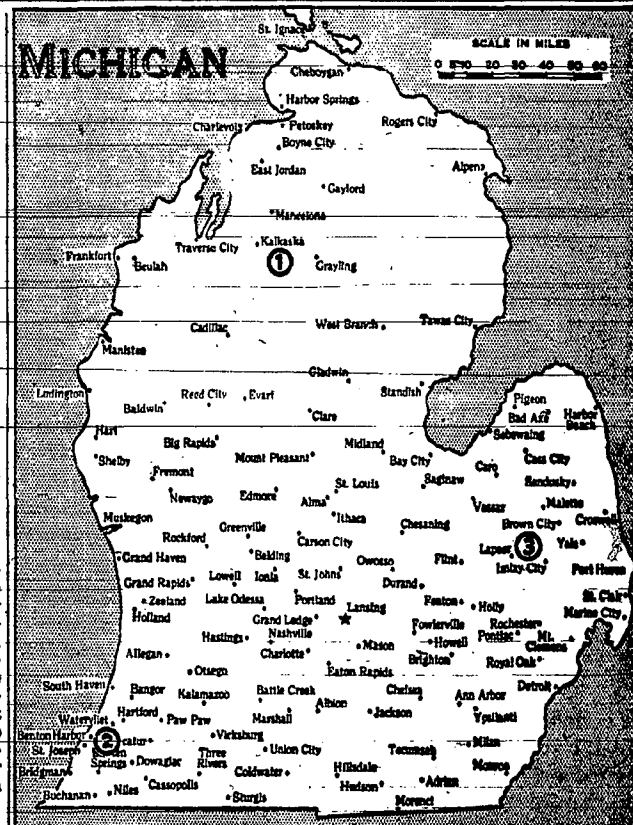 St. Ignace
MICHIGAN
SCALE IN MILES
0 5 10 20 30 40 50 60
Cheboygan
Harbor Springs
Charlevoix Petoskey Rogers City
Boyne City
East Jordan Alpena
Gaylord
Mancelona
Traverse City Kalkaska
Frankfort Beulah 1 Grayling
Cadillac West Branch Tawas City
Manistee
Gladwin
Ludington Reed City Evart Standish Pigeon
Baldwin Clare Bad Axe Harbor Beach
Hart Big Rapids Midland Sebewaing
Shelby Mount Pleasant Bay City Caro Cass City
Fremont St. Louis Saginaw Sandusky
Newaygo Edmore Alma Vassar Marlette
Muskegon Ithaca Brown City Croswell
Rockford Greenville Carson City Chesaning
Grand Haven Belding Owosso Flint Lapeer 3 Yale
Grand Rapids Lowell Ionia St. Johns Durand Imlay City Port Huron
Zeeland Lake Odessa Portland Fenton Holly St. Clair
Holland Grand Ledge Lansing Marine City
Hastings Nashville Fowlerville Rochester
Allegan Charlotte Mason Howell Pontiac Mt. Clemens
Otsego Eaton Rapids Brighton Royal Oak
South Haven Bangor Battle Creek Chelsea Detroit
Kalamazoo Albion Ann Arbor
Watervliet Hartford Paw Paw Marshall Jackson Ypsilanti
Benton Harbor 2 Vicksburg Milan
St. Joseph Union City Tecumseh
Bridgman Springs Dowagiac Three Rivers Coldwater Hillsdale Monroe
Buchanan Niles Cassopolis Hudson Adrian
Sturgis Morenci